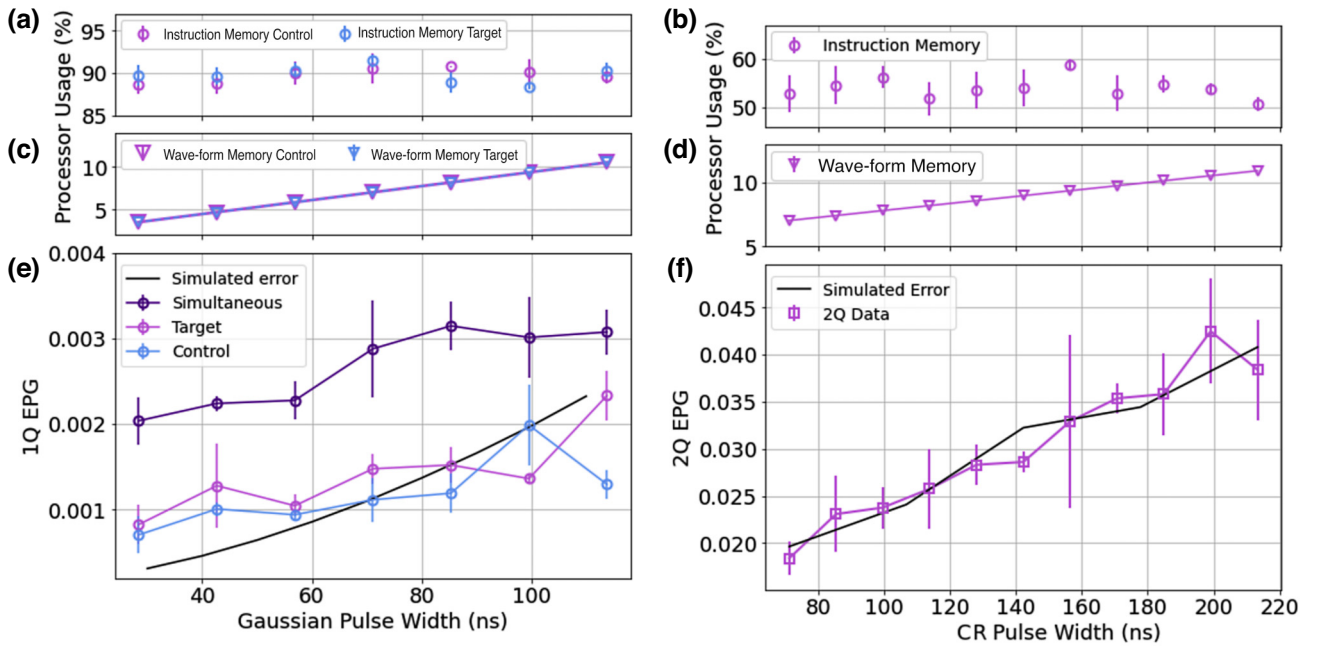 (a)
Processor Usage (%)
95
90
85
Instruction Memory Control
Instruction Memory Target
(c)
10
5
Wave-form Memory Control
Wave-form Memory Target
(e)
1Q EPG
0.004
0.003
0.002
0.001
Simulated error
Simultaneous
Target
Control
40 60 80 100
Gaussian Pulse Width (ns)
(b)
Processor Usage (%)
60
50
Instruction Memory
(d)
10
5
Wave-form Memory
(f)
2Q EPG
0.045
0.040
0.035
0.030
0.025
0.020
Simulated Error
2Q Data
80 100 120 140 160 180 200 220
CR Pulse Width (ns)